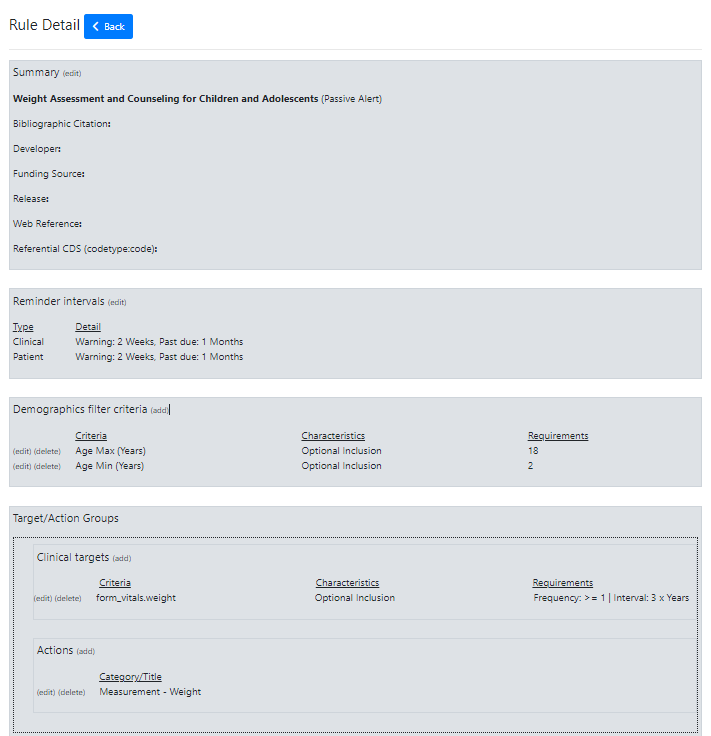 Rule Detail Back
Summary (edit)
Weight Assessment and Counseling for Children and Adolescents (Passive Alert)
Bibliographic Citation:
Developer:
Funding Source:
Release:
Web Reference:
Referential CDS (codetype:code):
Reminder intervals (edit)
Type Detail
Clinical Warning: 2 Weeks, Past due: 1 Months
Patient Warning: 2 Weeks, Past due: 1 Months
Demographics filter criteria (add)
Criteria Characteristics Requirements
(edit) (delete) Age Max (Years) Optional Inclusion 18
(edit) (delete) Age Min (Years) Optional Inclusion 2
Target/Action Groups
Clinical targets (add)
Criteria Characteristics Requirements
(edit) (delete) form_vitals.weight Optional Inclusion Frequency: >= 1 | Interval: 3 x Years
Actions (add)
Category/Title
(edit) (delete) Measurement - Weight